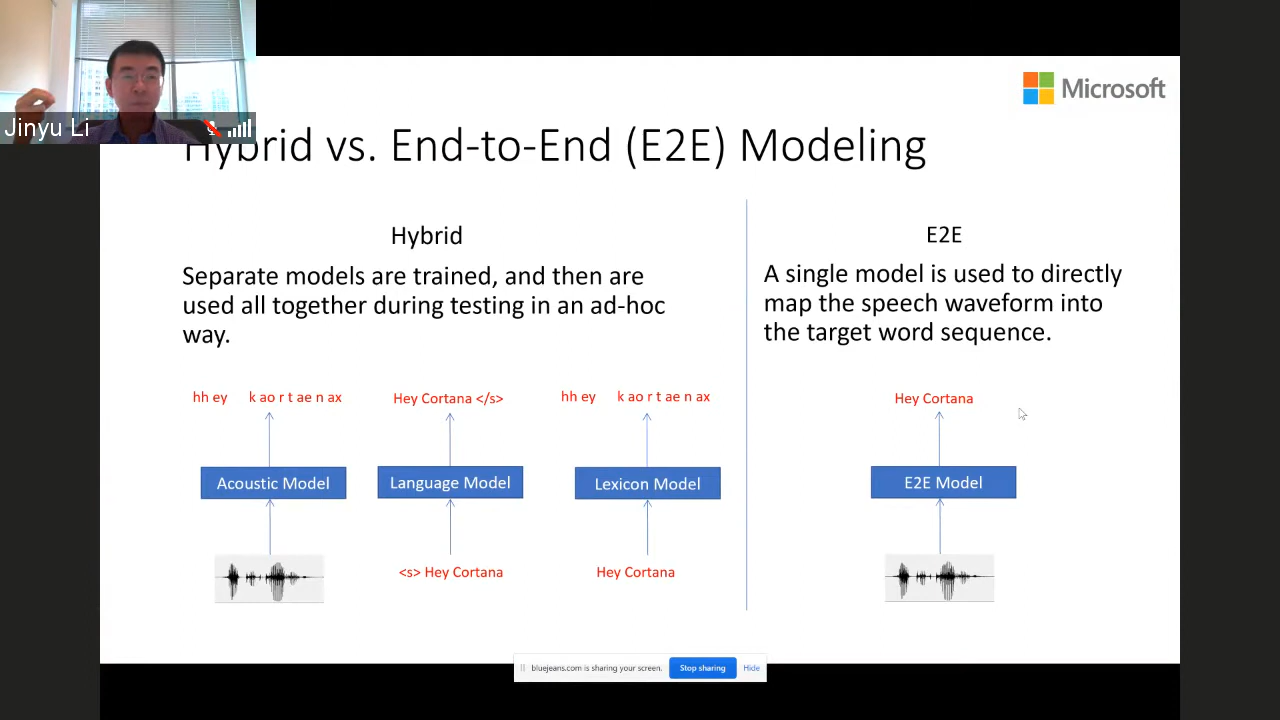 Jinyu Li
Microsoft
Hybrid vs. End-to-End (E2E) Modeling
Hybrid
Separate models are trained, and then are
used all together during testing in an ad-hoc
way.
hh ey k ao r t ae n ax
Hey Cortana </s>
hh ey k ao r t ae n ax
Acoustic Model
Language Model
Lexicon Model
<s> Hey Cortana
Hey Cortana
E2E
A single model is used to directly
map the speech waveform into
the target word sequence.
Hey Cortana
E2E Model
bluejeans.com is sharing your screen.
Stop sharing
Hide